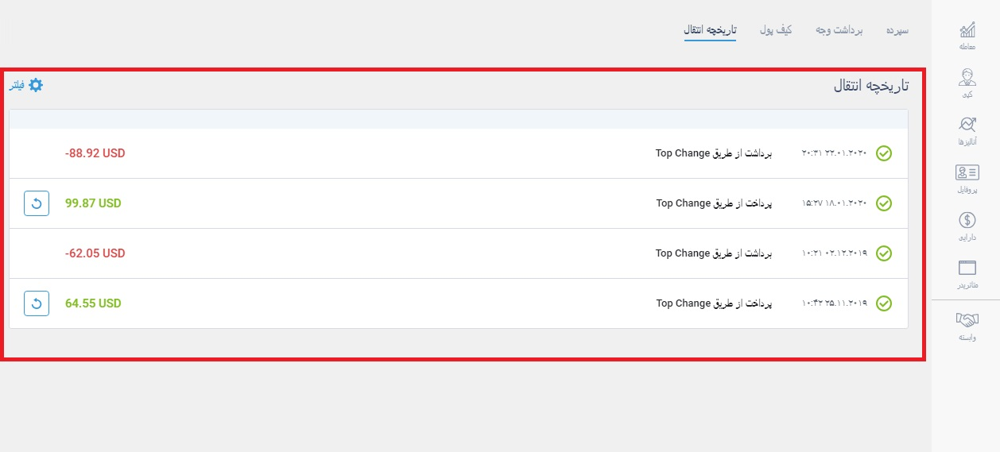 سپرده
برداشت وجه
کیف پول
تاریخچه انتقال
تاریخچه انتقال
فیلتر
۲۰:۳۱ ۲۲.۰۱.۲۰۲۰ برداشت از طریق Top Change -88.92 USD
۱۵:۲۷ ۱۸.۰۱.۲۰۲۰ پرداخت از طریق Top Change 99.87 USD
۱۰:۲۱ ۰۲.۱۲.۲۰۱۹ برداشت از طریق Top Change -62.05 USD
۱۰:۴۲ ۲۵.۱۱.۲۰۱۹ پرداخت از طریق Top Change 64.55 USD
معامله
کپی
آنالیزها
پروفایل
دارایی
متاتریدر
وابسته